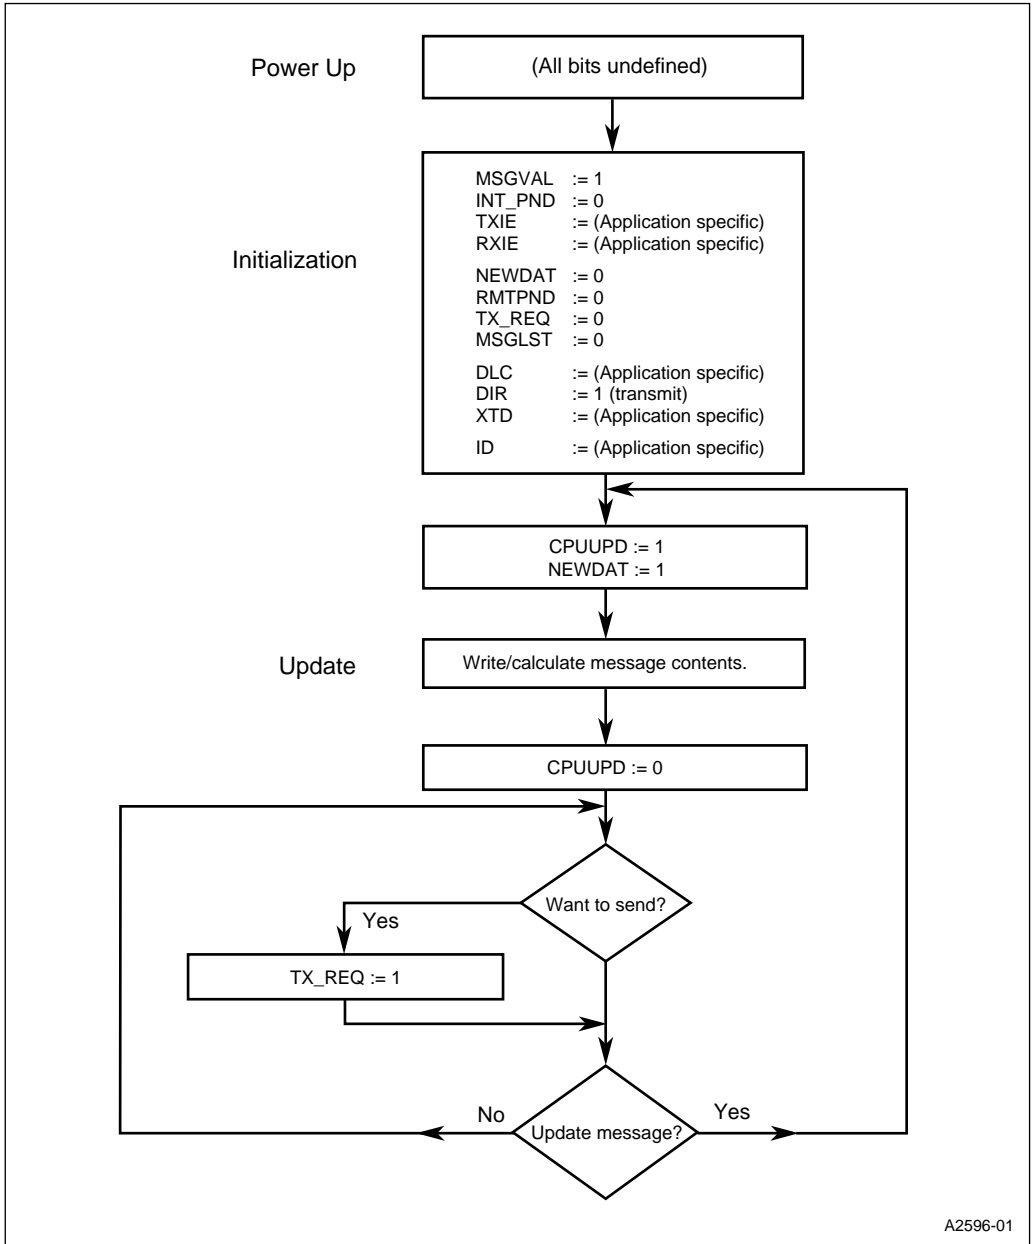 Power Up
(All bits undefined)
Initialization
MSGVAL := 1
INT_PND := 0
TXIE := (Application specific)
RXIE := (Application specific)
NEWDAT := 0
RMTPND := 0
TX_REQ := 0
MSGLST := 0
DLC := (Application specific)
DIR := 1 (transmit)
XTD := (Application specific)
ID := (Application specific)
CPUUPD := 1
NEWDAT := 1
Update
Write/calculate message contents.
CPUUPD := 0
Want to send?
Yes
TX_REQ := 1
No
Update message?
Yes
A2596-01